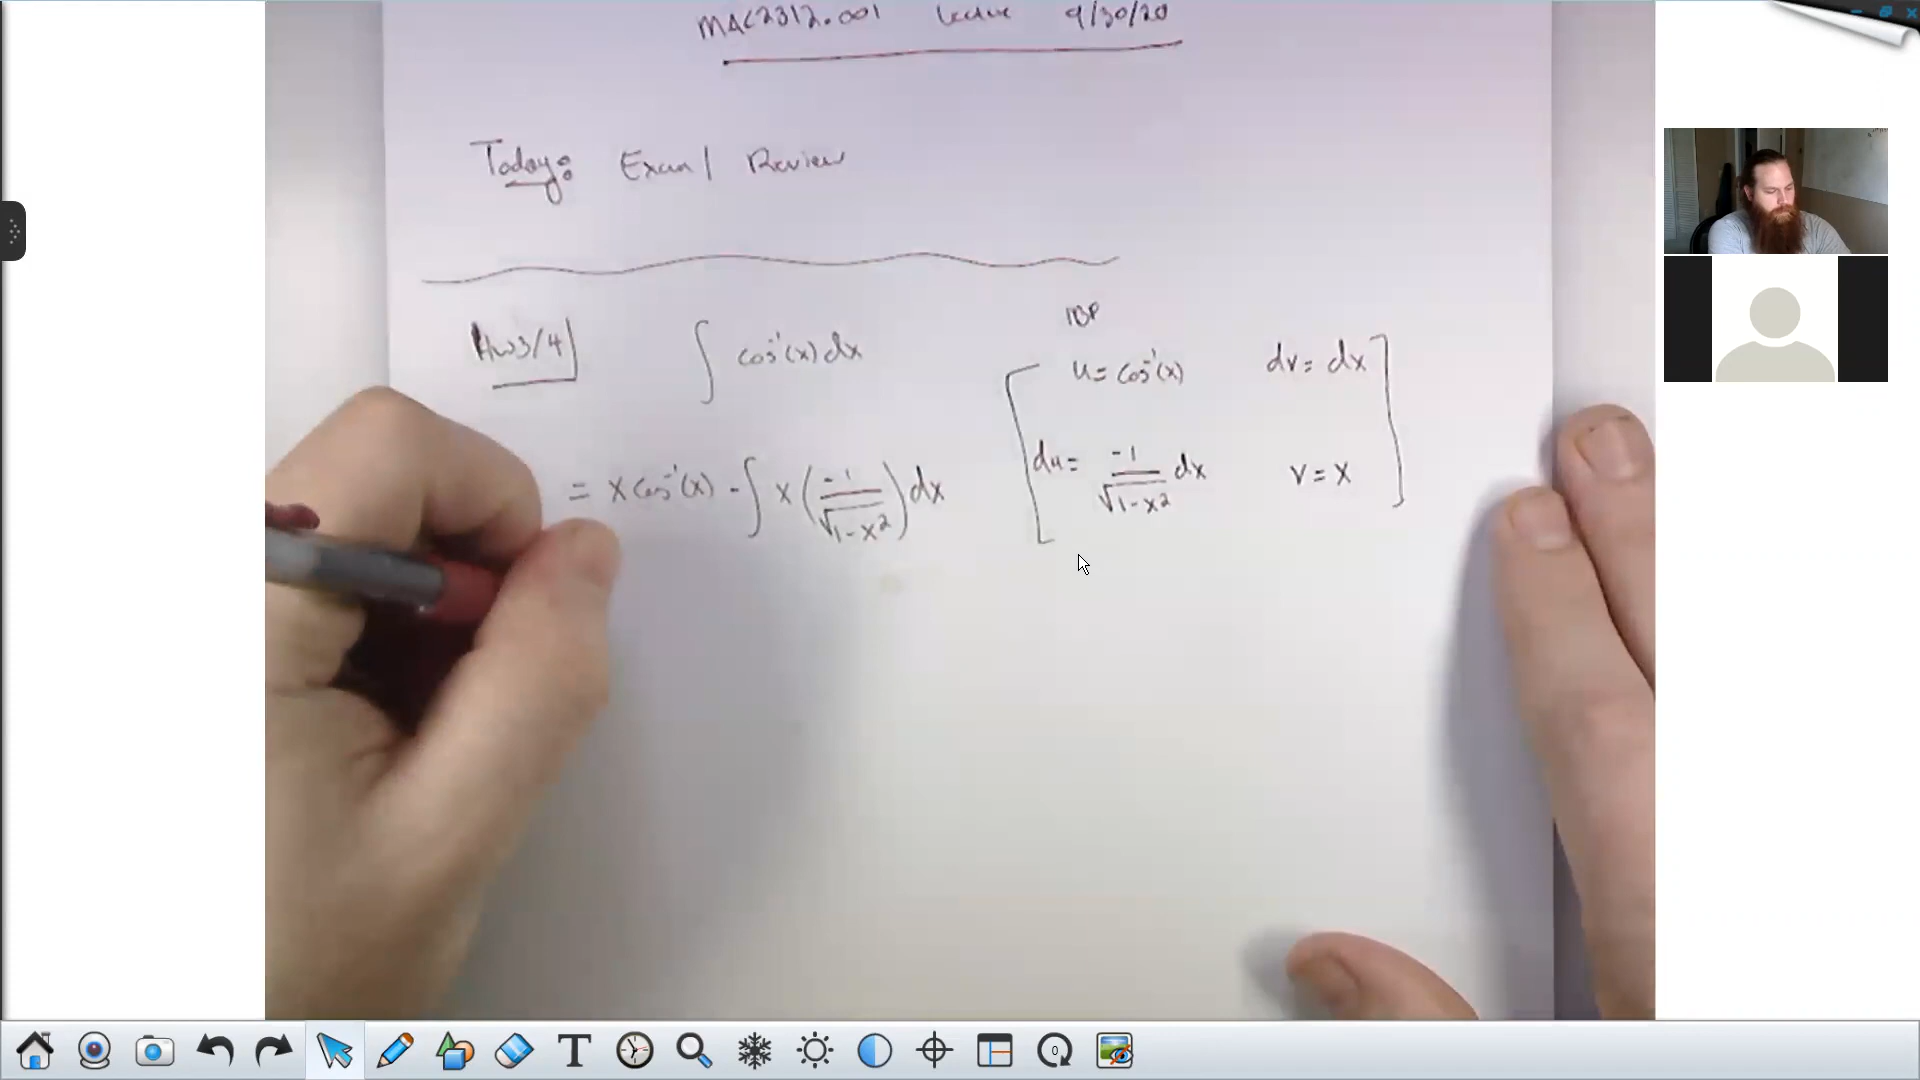 MAC2312.001 Lecture 9/30/20
Today: Exam 1 Review
HW3/4 ∫ cos⁻¹(x) dx
IBP
u = cos⁻¹(x) dv = dx
du = -1/√(1-x²) dx v = x
= x cos⁻¹(x) - ∫ x (-1/√(1-x²)) dx
T
0